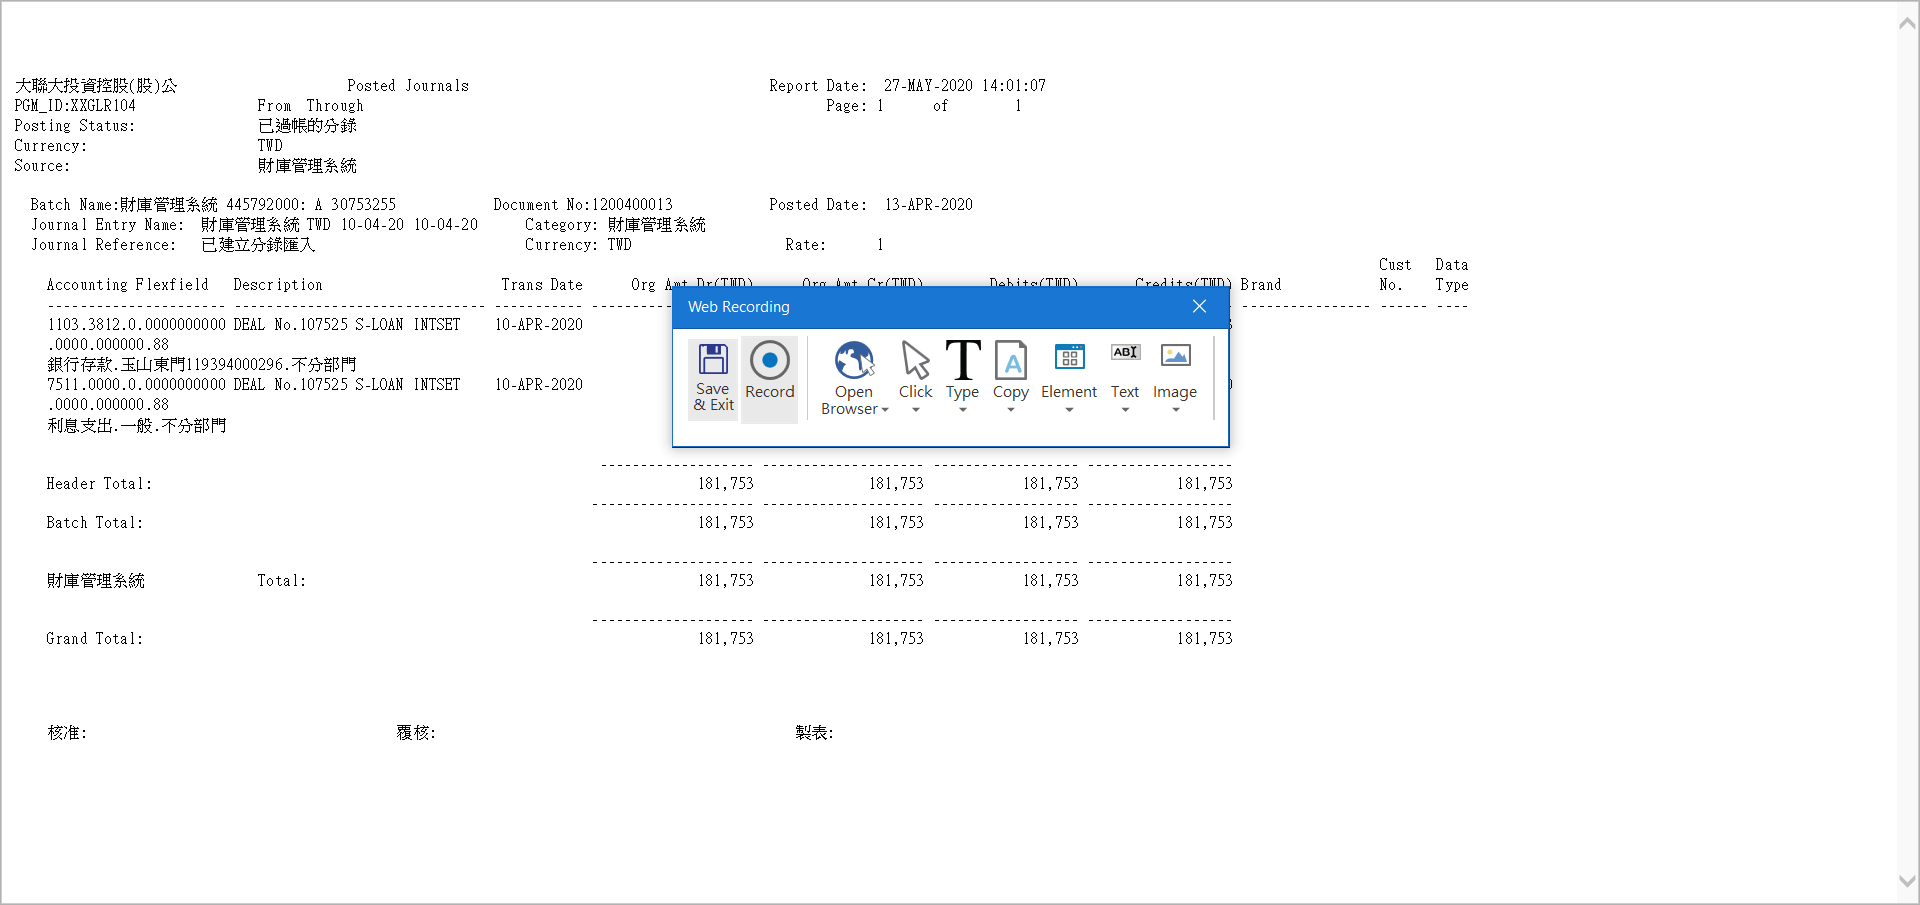 大聯大投資控股(股)公 Posted Journals Report Date: 27-MAY-2020 14:01:07
PGM_ID:XXGLR104 From Through Page: 1 of 1
Posting Status: 已過帳的分錄
Currency: TWD
Source: 財庫管理系統
Batch Name:財庫管理系統 445792000: A 30753255 Document No:1200400013 Posted Date: 13-APR-2020
Journal Entry Name: 財庫管理系統 TWD 10-04-20 10-04-20 Category: 財庫管理系統
Journal Reference: 已建立分錄匯入 Currency: TWD Rate: 1
Cust Data
Accounting Flexfield Description Trans Date Org Amt Dr(TWD) Org Amt Cr(TWD) Debits(TWD) Credits(TWD) Brand No. Type
1103.3812.0.0000000000 DEAL No.107525 S-LOAN INTSET 10-APR-2020
.0000.000000.88
銀行存款.玉山東門119394000296.不分部門
7511.0000.0.0000000000 DEAL No.107525 S-LOAN INTSET 10-APR-2020
.0000.000000.88
利息支出.一般.不分部門
Web Recording
Save & Exit
Record
Open Browser
Click
Type
Copy
Element
ABI
Text
Image
Header Total: 181,753 181,753 181,753 181,753
Batch Total: 181,753 181,753 181,753 181,753
財庫管理系統 Total: 181,753 181,753 181,753 181,753
Grand Total: 181,753 181,753 181,753 181,753
核准: 覆核: 製表: